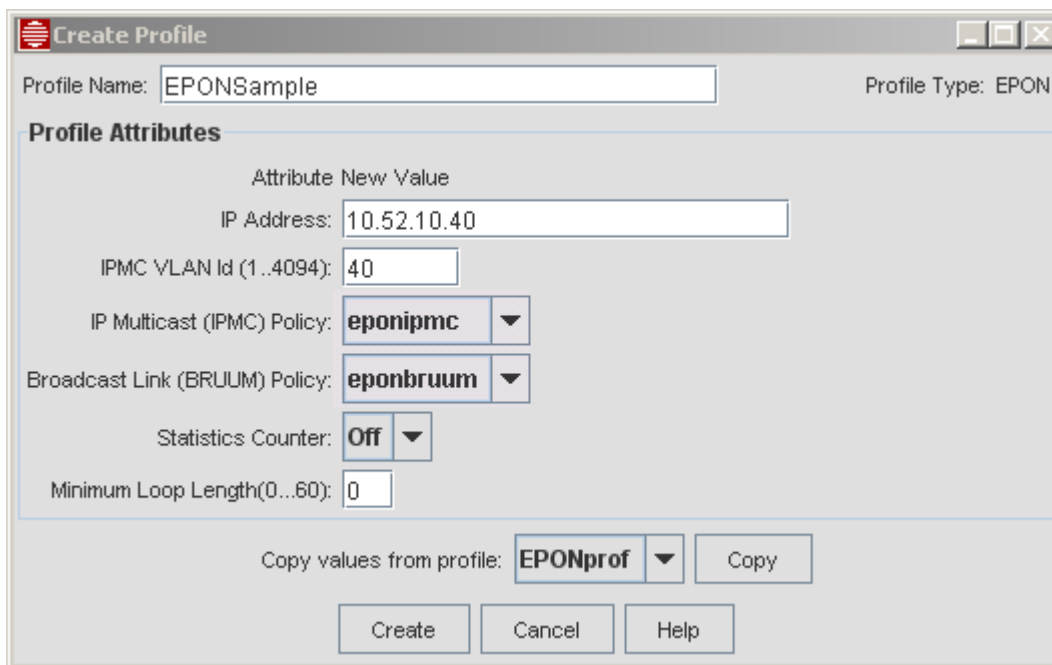 Create Profile
Profile Name: EPONSample Profile Type: EPON
Profile Attributes
Attribute New Value
IP Address: 10.52.10.40
IPMC VLAN Id (1..4094): 40
IP Multicast (IPMC) Policy: eponipmc
Broadcast Link (BRUUM) Policy: eponbruum
Statistics Counter: Off
Minimum Loop Length(0...60): 0
Copy values from profile: EPONprof Copy
Create Cancel Help